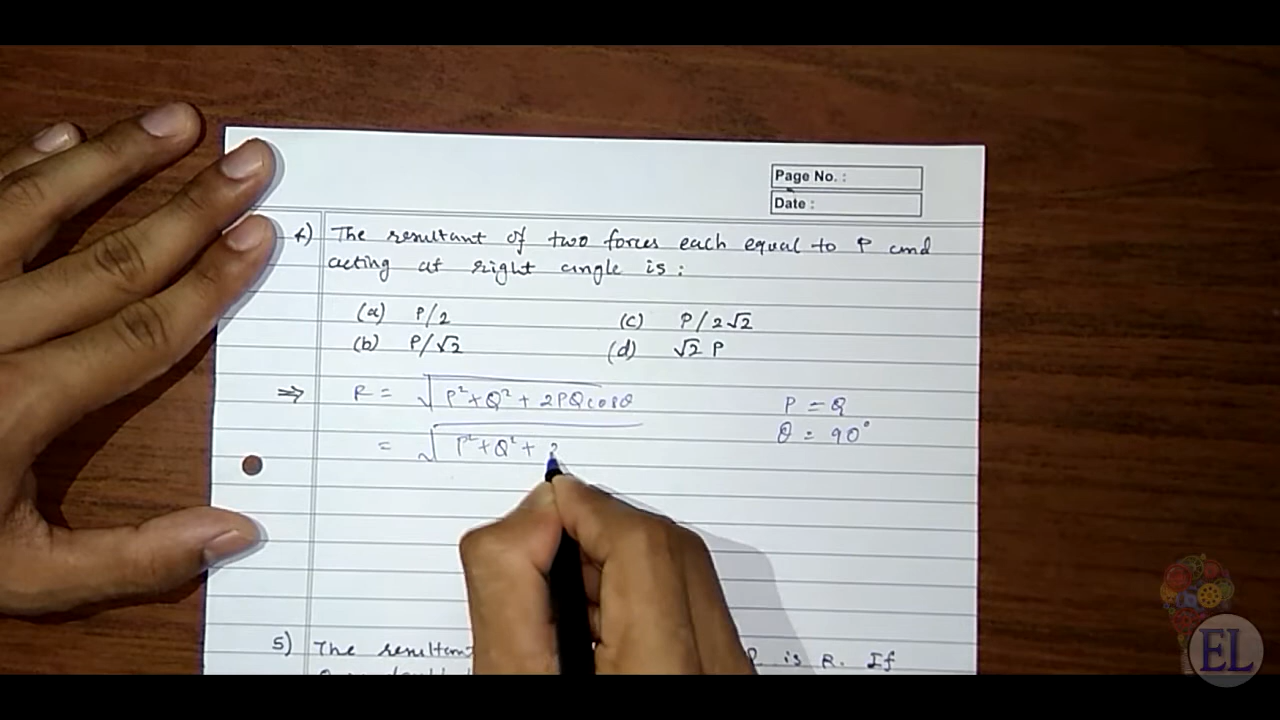 Page No. :
Date :
4) The resultant of two forces each equal to P and
acting at right angle is :
(a) P/2 (c) P/2√2
(b) P/√2 (d) √2 P
⇒ R = √P²+Q²+2PQcosθ P = Q
= √P²+Q²+ 2 θ = 90°
5) The resultant P is R. If
EL